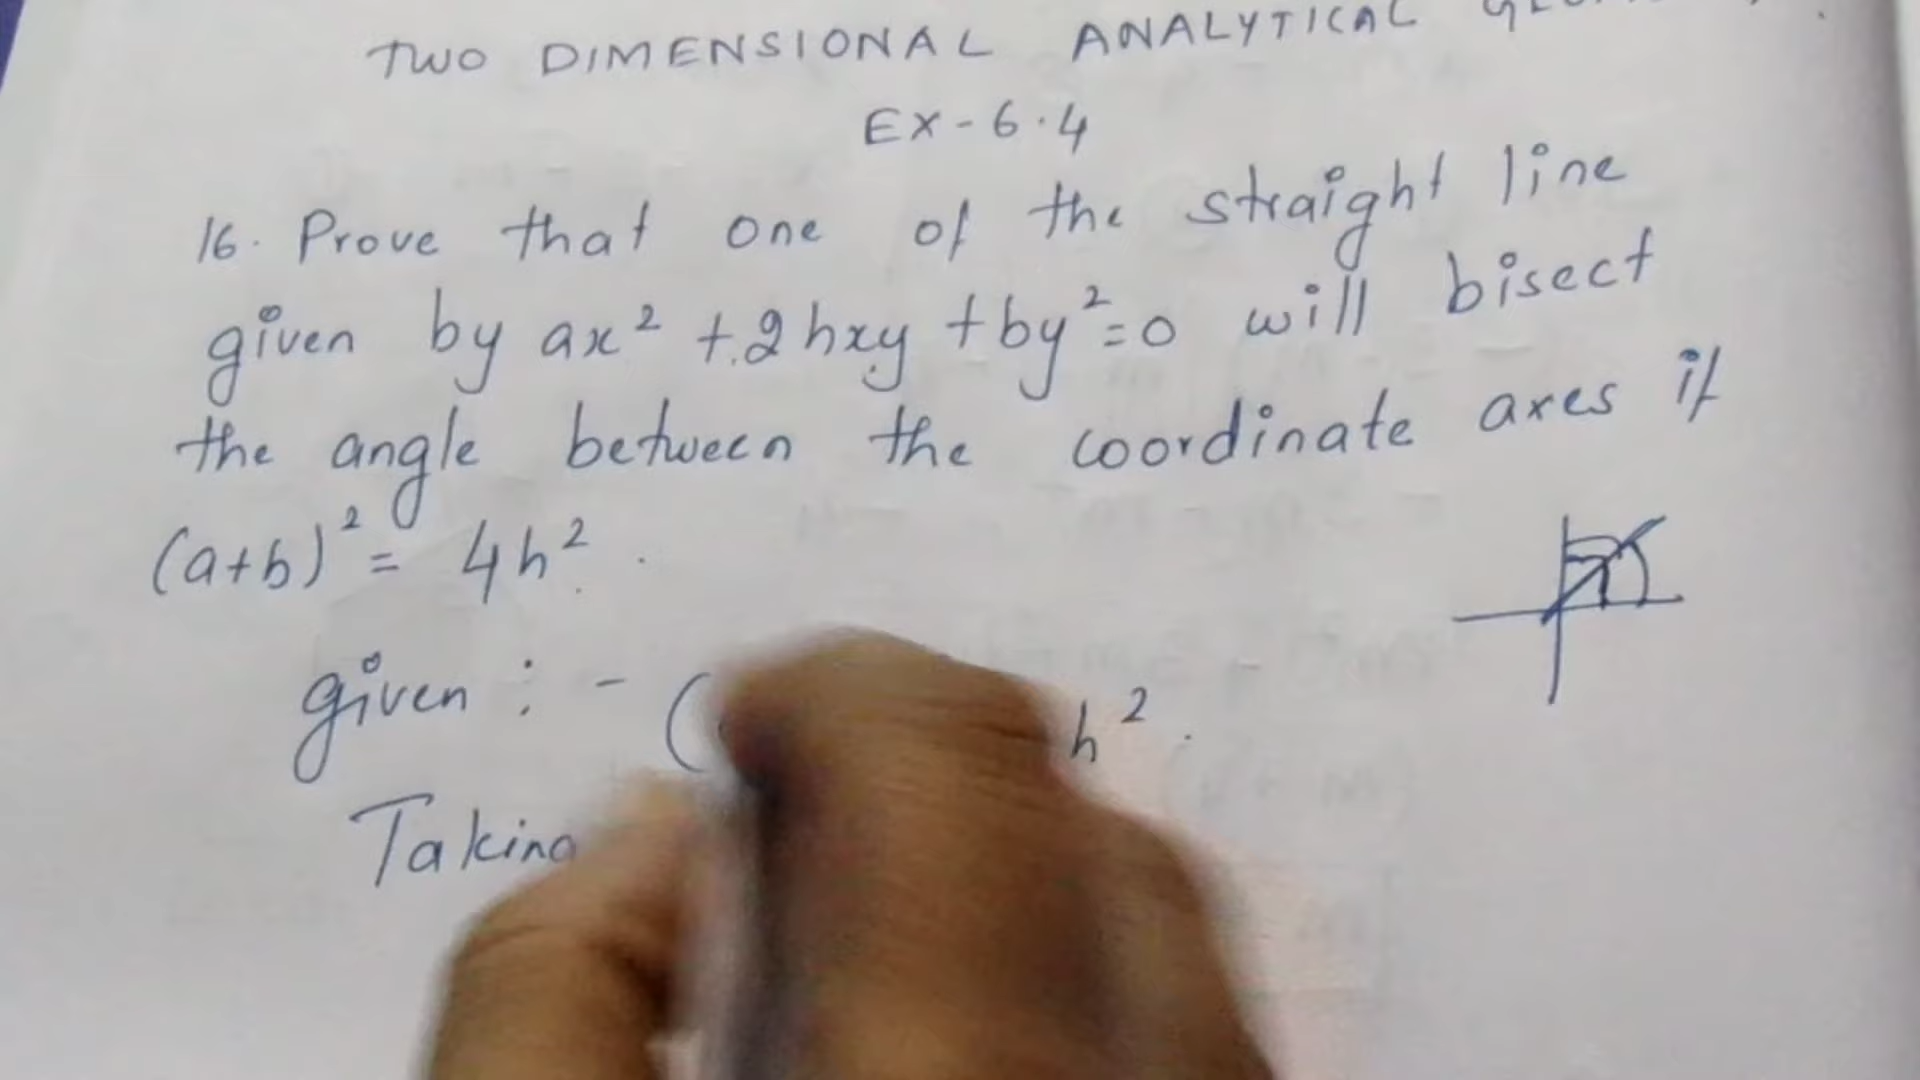 TWO DIMENSIONAL ANALYTICAL
EX-6.4
16. Prove that one of the straight line
given by ax² + 2hxy + by² = 0 will bisect
the angle between the coordinate axes if
(a+b)² = 4h².
given :- ( h².
Taking